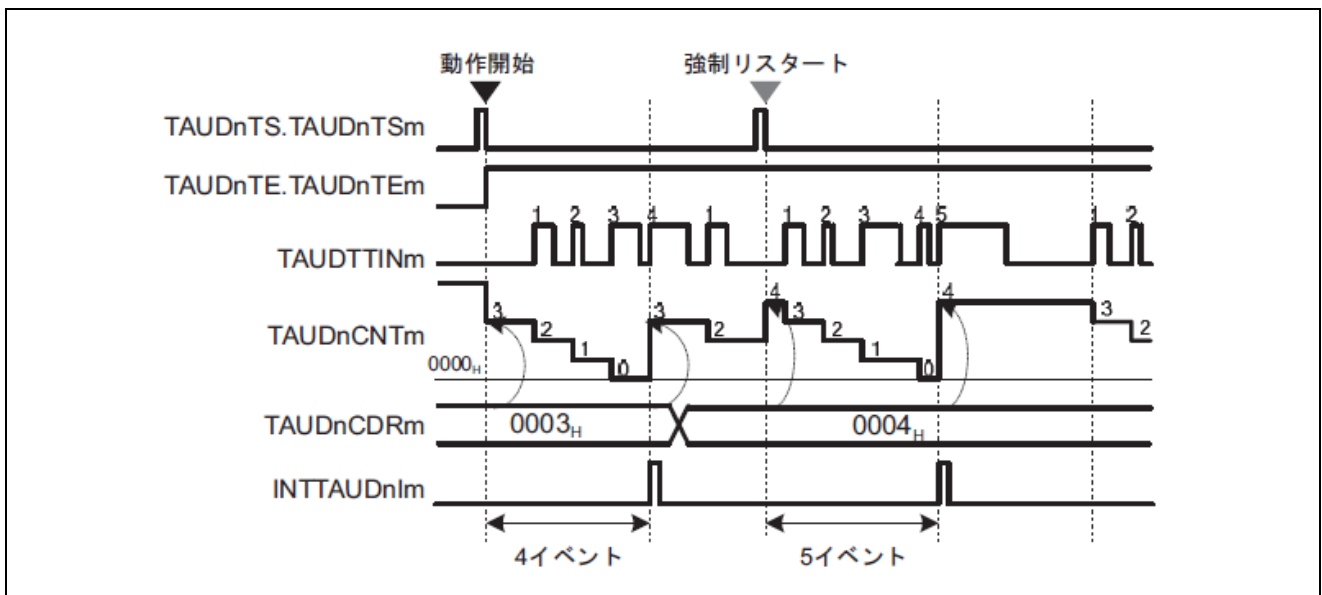 動作開始 強制リスタート
TAUDnTS.TAUDnTSm
TAUDnTE.TAUDnTEm
1 2 3 4 1 1 2 3 4 5 1 2
TAUDTTINm
4 4
3 3 3 3
TAUDnCNTm
2 2 2 2
1 1
0000H
0 0
TAUDnCDRm 0003H 0004H
INTTAUDnIm
4イベント 5イベント